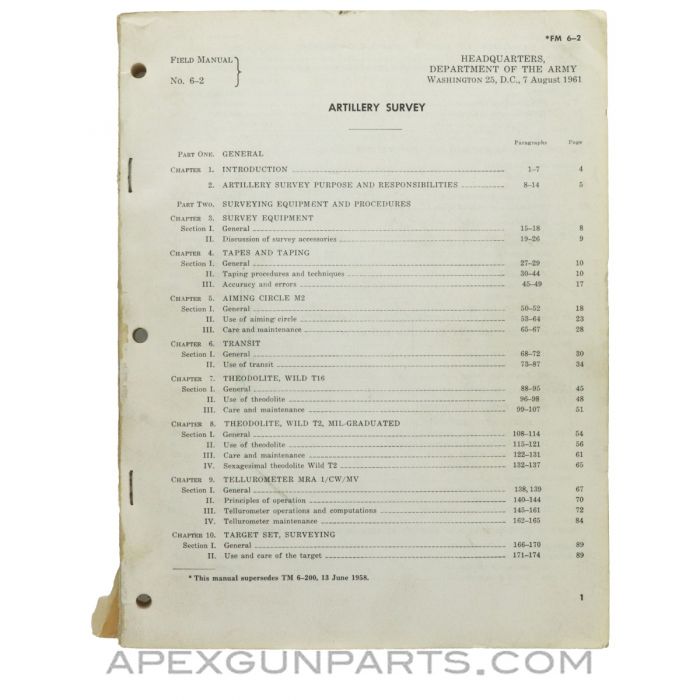 *FM 6–2
FIELD MANUAL
No. 6–2
HEADQUARTERS,
DEPARTMENT OF THE ARMY
WASHINGTON 25, D.C., 7 August 1961
ARTILLERY SURVEY
Paragraphs Page
PART ONE. GENERAL
CHAPTER 1. INTRODUCTION 1–7 4
2. ARTILLERY SURVEY PURPOSE AND RESPONSIBILITIES 8–14 5
PART TWO. SURVEYING EQUIPMENT AND PROCEDURES
CHAPTER 3. SURVEY EQUIPMENT
Section I. General 15–18 8
II. Discussion of survey accessories 19–26 9
CHAPTER 4. TAPES AND TAPING
Section I. General 27–29 10
II. Taping procedures and techniques 30–44 10
III. Accuracy and errors 45–49 17
CHAPTER 5. AIMING CIRCLE M2
Section I. General 50–52 18
II. Use of aiming circle 53–64 23
III. Care and maintenance 65–67 28
CHAPTER 6. TRANSIT
Section I. General 68–72 30
II. Use of transit 73–87 34
CHAPTER 7. THEODOLITE, WILD T16
Section I. General 88–95 45
II. Use of theodolite 96–98 48
III. Care and maintenance 99–107 51
CHAPTER 8. THEODOLITE, WILD T2, MIL-GRADUATED
Section I. General 108–114 54
II. Use of theodolite 115–121 56
III. Care and maintenance 122–131 61
IV. Sexagesimal theodolite Wild T2 132–137 65
CHAPTER 9. TELLUROMETER MRA 1/CW/MV
Section I. General 138, 139 67
II. Principles of operation 140–144 70
III. Tellurometer operations and computations 145–161 72
IV. Tellurometer maintenance 162–165 84
CHAPTER 10. TARGET SET, SURVEYING
Section I. General 166–170 89
II. Use and care of the target 171–174 89
* This manual supersedes TM 6–200, 13 June 1958.
1
APEXGUNPARTS.COM